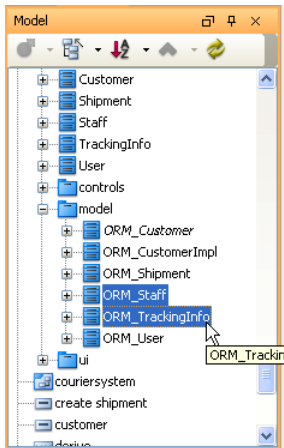 Model
Customer
Shipment
Staff
TrackingInfo
User
controls
model
ORM_Customer
ORM_CustomerImpl
ORM_Shipment
ORM_Staff
ORM_TrackingInfo
ORM_User
ORM_Trackin
ui
couriersystem
create shipment
customer
derive